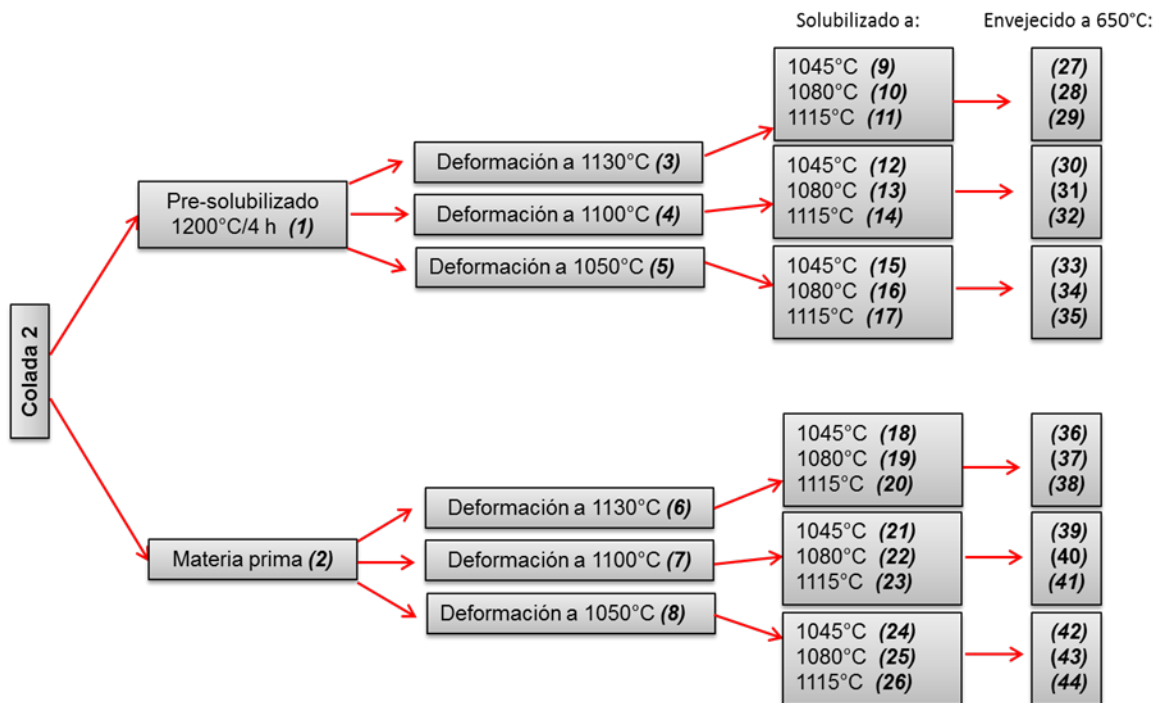 Solubilizado a:
Envejecido a 650°C:
1045°C (9)
1080°C (10)
1115°C (11)
(27)
(28)
(29)
Deformación a 1130°C (3)
1045°C (12)
1080°C (13)
1115°C (14)
(30)
(31)
(32)
Pre-solubilizado
1200°C/4 h (1)
Deformación a 1100°C (4)
Deformación a 1050°C (5)
1045°C (15)
1080°C (16)
1115°C (17)
(33)
(34)
(35)
Colada 2
1045°C (18)
1080°C (19)
1115°C (20)
(36)
(37)
(38)
Deformación a 1130°C (6)
Materia prima (2)
Deformación a 1100°C (7)
1045°C (21)
1080°C (22)
1115°C (23)
(39)
(40)
(41)
Deformación a 1050°C (8)
1045°C (24)
1080°C (25)
1115°C (26)
(42)
(43)
(44)